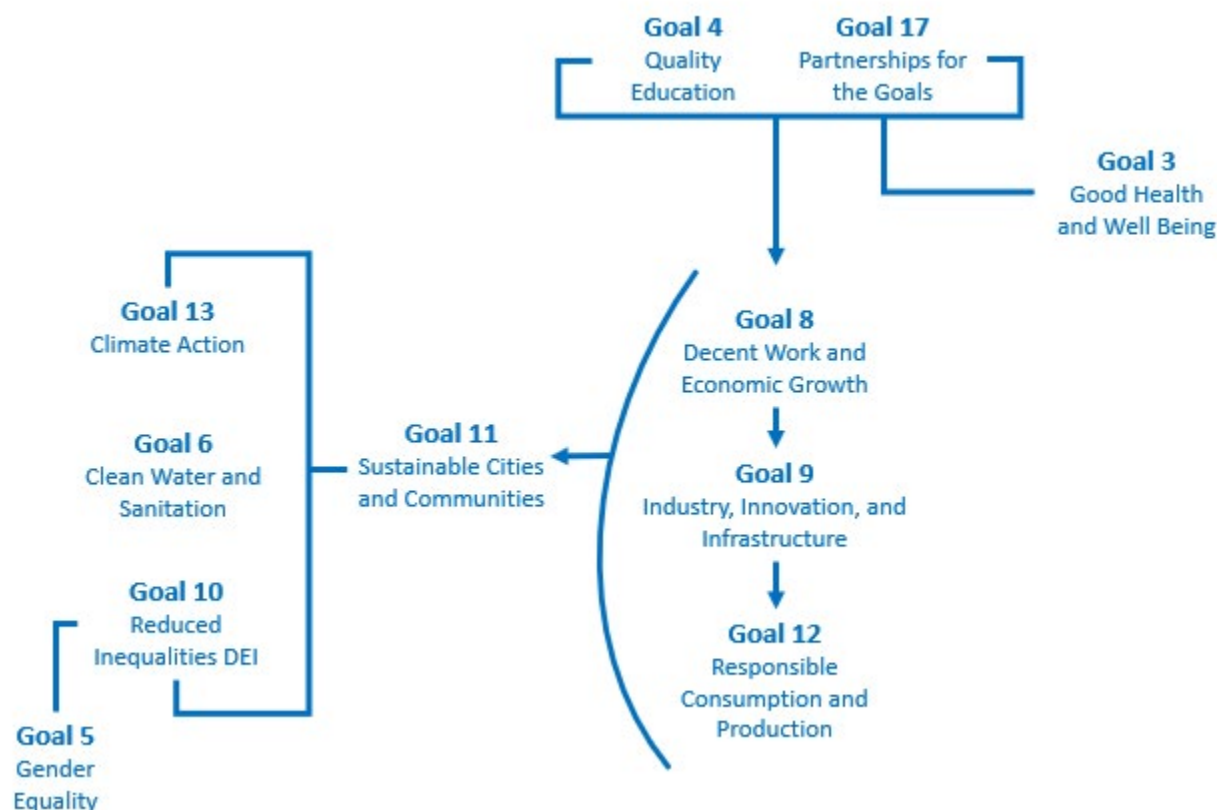 Goal 4
Quality
Education
Goal 17
Partnerships for
the Goals
Goal 3
Good Health
and Well Being
Goal 8
Decent Work and
Economic Growth
Goal 9
Industry, Innovation, and
Infrastructure
Goal 12
Responsible
Consumption and
Production
Goal 11
Sustainable Cities
and Communities
Goal 13
Climate Action
Goal 6
Clean Water and
Sanitation
Goal 10
Reduced
Inequalities DEI
Goal 5
Gender
Equality